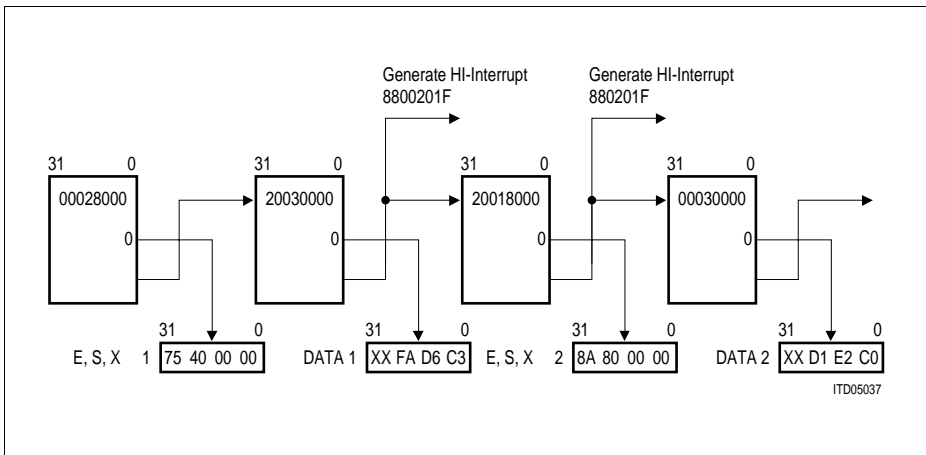 Generate HI-Interrupt
8800201F
Generate HI-Interrupt
880201F
31 0
31 0
31 0
31 0
00028000
20030000
20018000
00030000
0
0
0
0
31 0
31 0
31 0
31 0
E, S, X 1 75 40 00 00
DATA 1 XX FA D6 C3
E, S, X 2 8A 80 00 00
DATA 2 XX D1 E2 C0
ITD05037